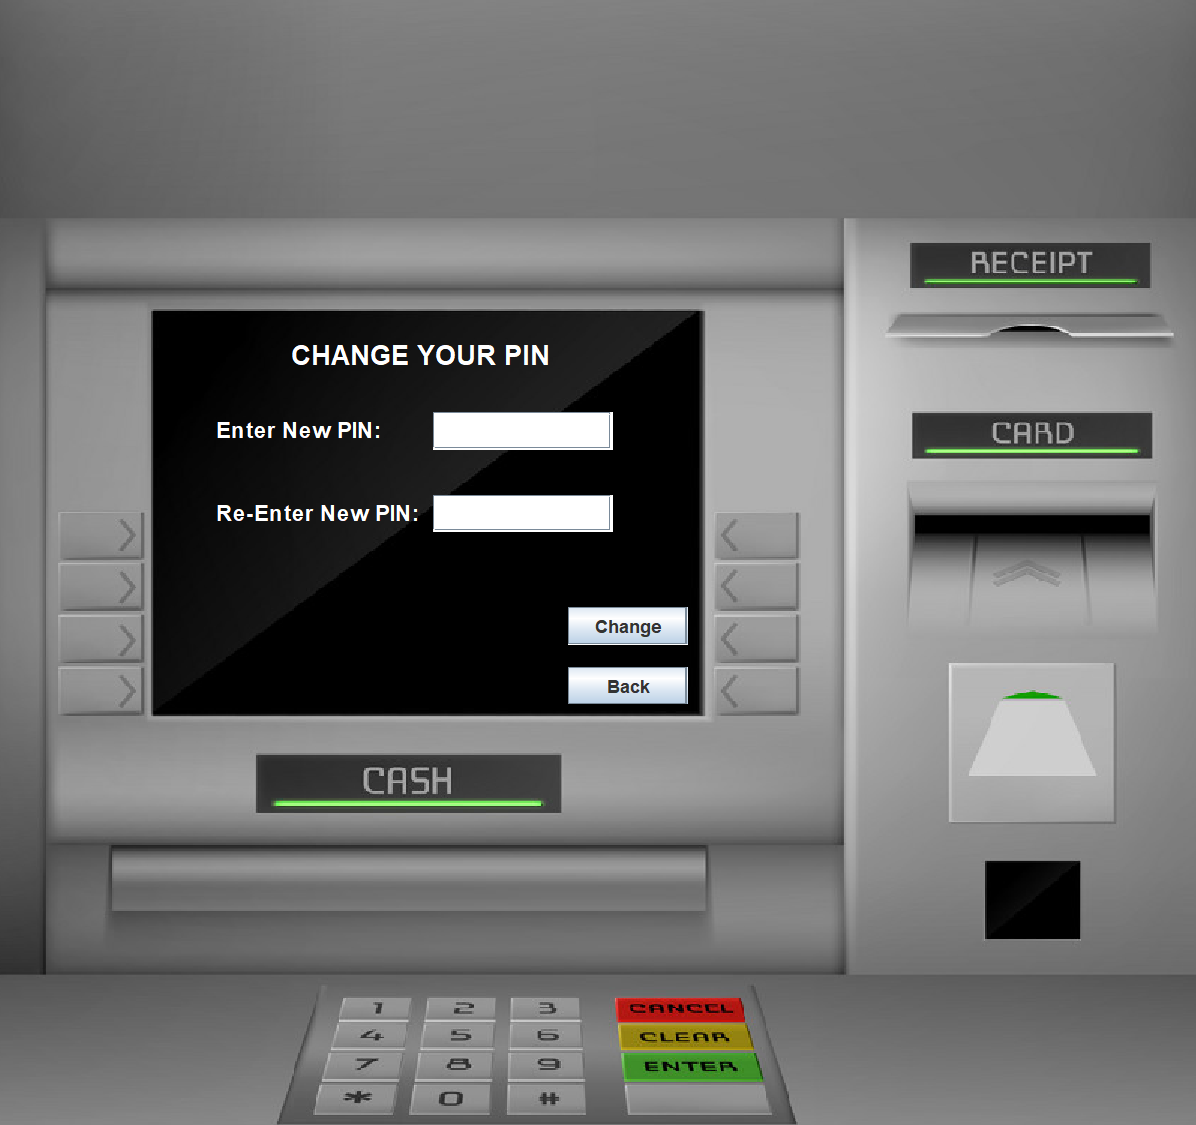 RECEIPT
CHANGE YOUR PIN
Enter New PIN:
CARD
Re-Enter New PIN:
Change
Back
CASH
1 2 3 CANCEL
4 5 6 CLEAR
7 8 9 ENTER
* 0 #